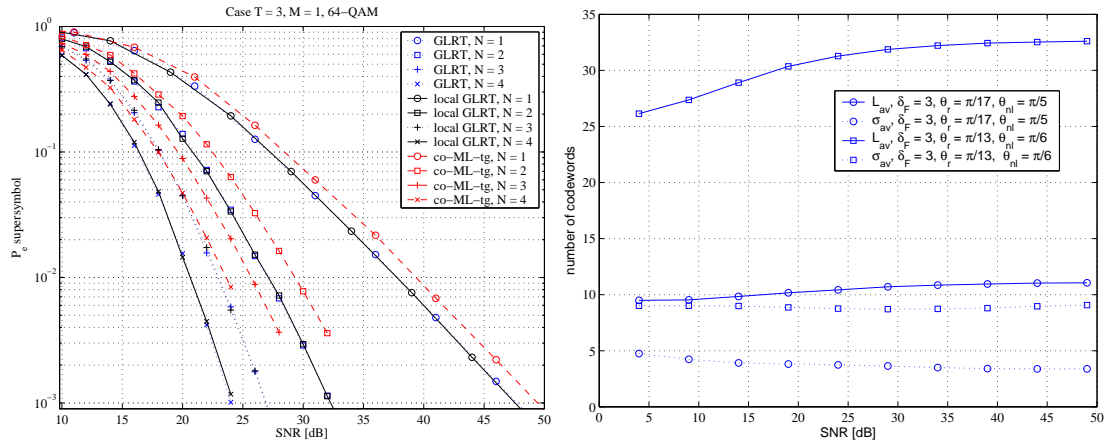 Case T = 3, M = 1, 64−QAM
P_e supersymbol
10^0
10^−1
10^−2
10^−3
10 15 20 25 30 35 40 45 50
SNR [dB]
GLRT, N = 1
GLRT, N = 2
GLRT, N = 3
GLRT, N = 4
local GLRT, N = 1
local GLRT, N = 2
local GLRT, N = 3
local GLRT, N = 4
co−ML−tg, N = 1
co−ML−tg, N = 2
co−ML−tg, N = 3
co−ML−tg, N = 4
number of codewords
35
30
25
20
15
10
5
0
0 5 10 15 20 25 30 35 40 45 50
SNR [dB]
L_av, δ_F = 3, θ_r = π/17, θ_nl = π/5
σ_av, δ_F = 3, θ_r = π/17, θ_nl = π/5
L_av, δ_F = 3, θ_r = π/13, θ_nl = π/6
σ_av, δ_F = 3, θ_r = π/13, θ_nl = π/6